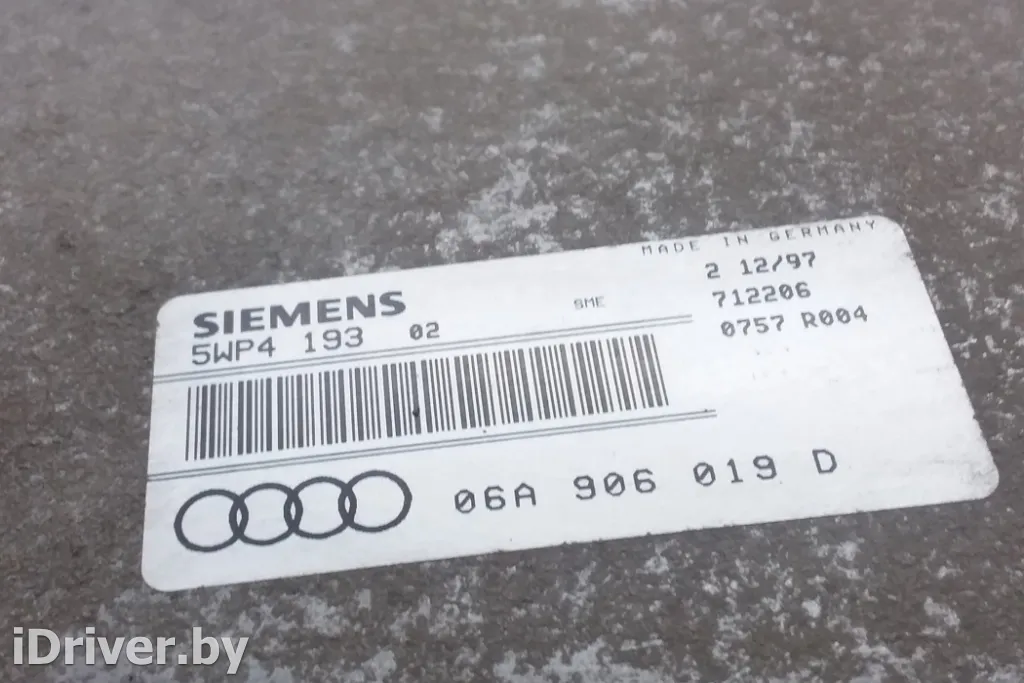 MADE IN GERMANY
SIEMENS SME 2 12/97
5WP4 193 02 712206
0757 R004
06A 906 019 D
iDriver.by